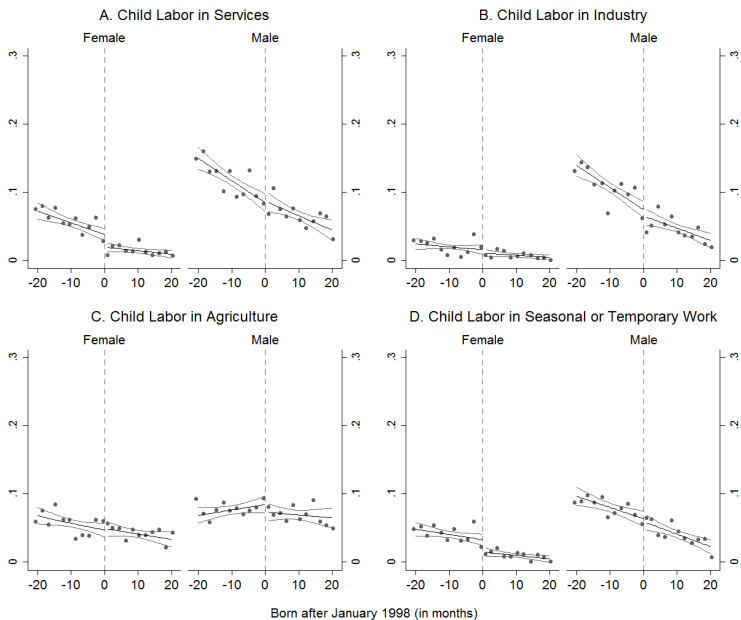 A. Child Labor in Services
B. Child Labor in Industry
Female
Male
Female
Male
.3
.3
.3
.3
.2
.2
.2
.2
.1
.1
.1
.1
0
0
0
0
-20 -10 0 10 20
-20 -10 0 10 20
-20 -10 0 10 20
-20 -10 0 10 20
C. Child Labor in Agriculture
D. Child Labor in Seasonal or Temporary Work
Female
Male
Female
Male
.3
.3
.3
.3
.2
.2
.2
.2
.1
.1
.1
.1
0
0
0
0
-20 -10 0 10 20
-20 -10 0 10 20
-20 -10 0 10 20
-20 -10 0 10 20
Born after January 1998 (in months)